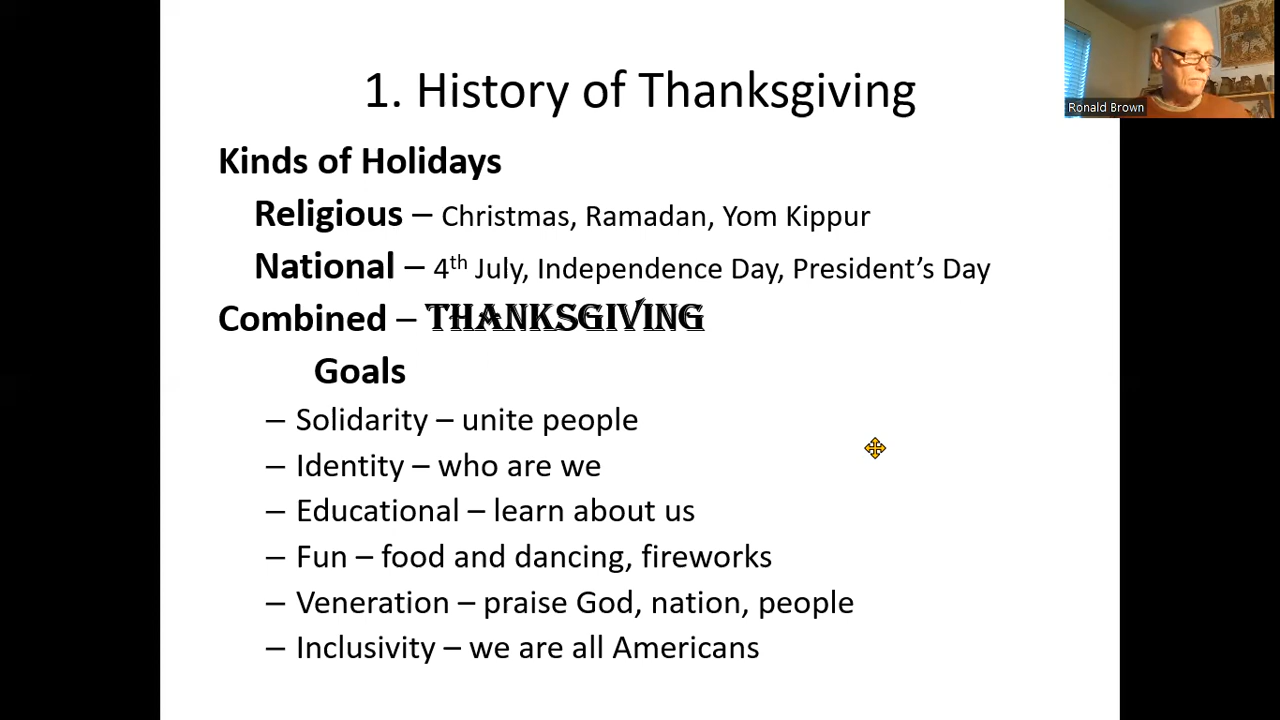 1. History of Thanksgiving
Ronald Brown
Kinds of Holidays
Religious – Christmas, Ramadan, Yom Kippur
National – 4th July, Independence Day, President’s Day
Combined – THANKSGIVING
Goals
– Solidarity – unite people
– Identity – who are we
– Educational – learn about us
– Fun – food and dancing, fireworks
– Veneration – praise God, nation, people
– Inclusivity – we are all Americans